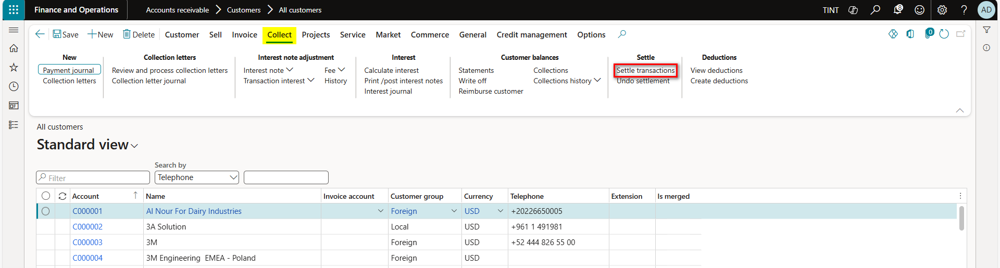 Finance and Operations Accounts receivable Customers All customers TINT 8 ? AD
Save New Delete Customer Sell Invoice Collect Projects Service Market Commerce General Credit management Options 0
New Collection letters Interest note adjustment Interest Customer balances Settle Deductions
Payment journal Review and process collection letters Interest note Fee Calculate interest Statements Collections Settle transactions View deductions
Collection letters Collection letter journal Transaction interest History Print /post interest notes Write off Collections history Undo settlement Create deductions
Interest journal Reimburse customer
All customers
Standard view
Search by
Filter Telephone
Account Name Invoice account Customer group Currency Telephone Extension Is merged
C000001 Al Nour For Dairy Industries Foreign USD +20226650005
C000002 3A Solution Local USD +961 1 491981
C000003 3M Foreign USD +52 444 826 55 00
C000004 3M Engineering  EMEA - Poland Foreign USD